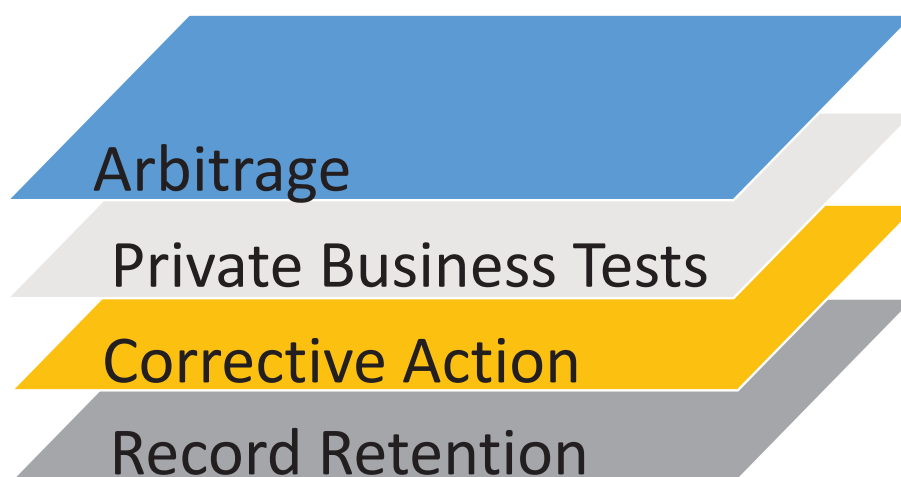 Arbitrage
Private Business Tests
Corrective Action
Record Retention